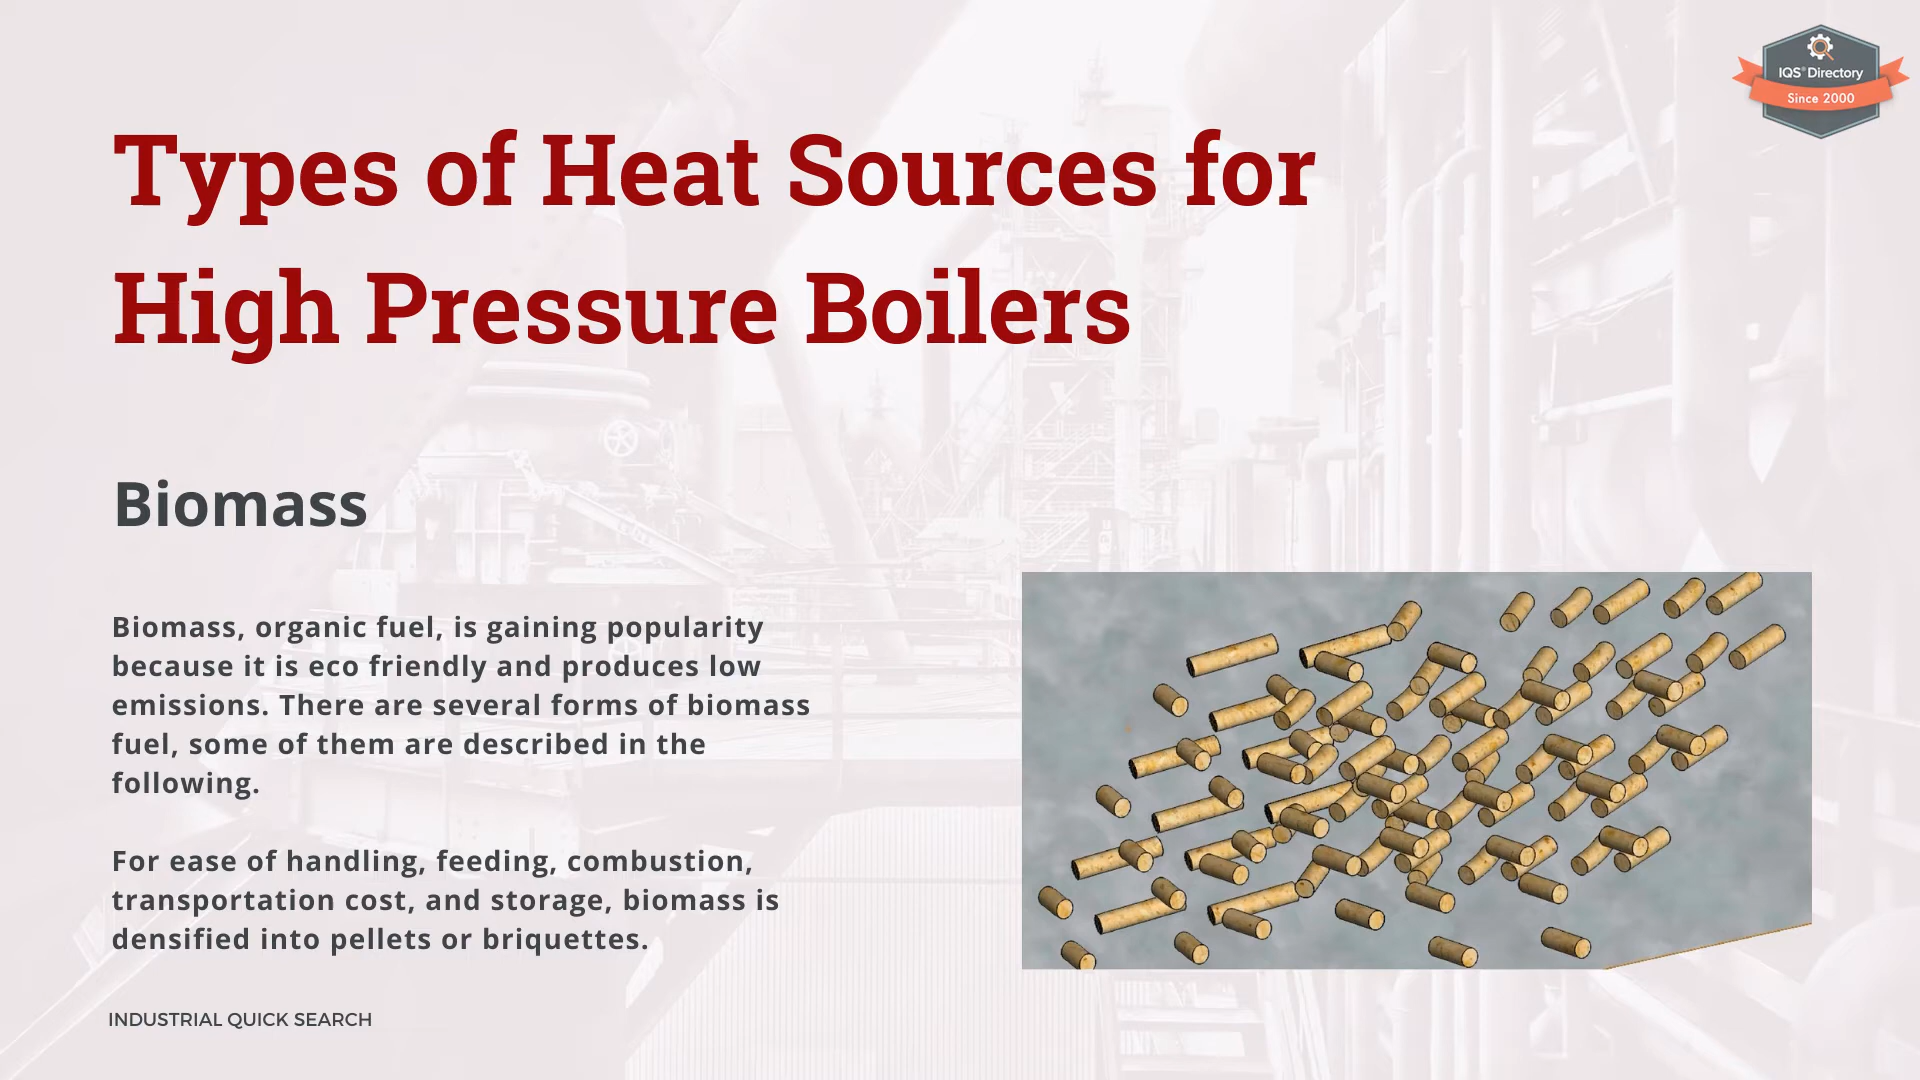 IQS® Directory
Since 2000
Types of Heat Sources for
High Pressure Boilers
Biomass
Biomass, organic fuel, is gaining popularity
because it is eco friendly and produces low
emissions. There are several forms of biomass
fuel, some of them are described in the
following.
For ease of handling, feeding, combustion,
transportation cost, and storage, biomass is
densified into pellets or briquettes.
INDUSTRIAL QUICK SEARCH